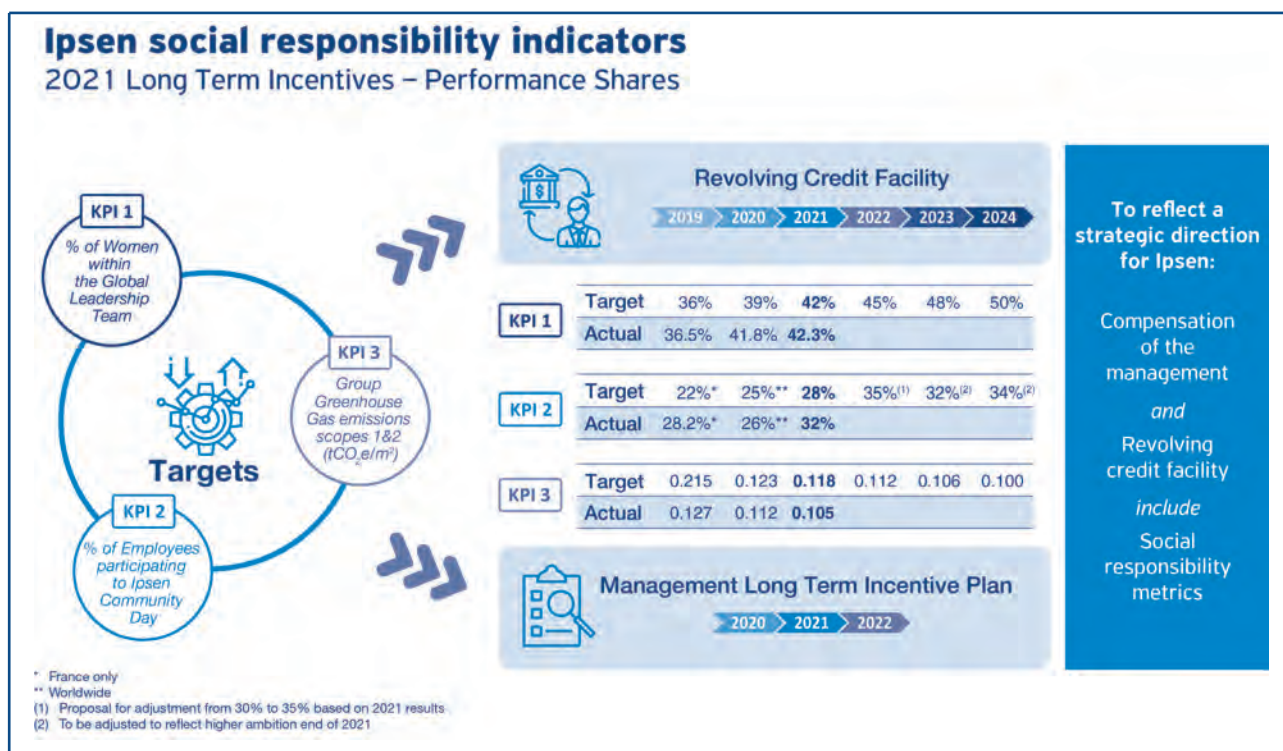 Ipsen social responsibility indicators
2021 Long Term Incentives – Performance Shares
KPI 1
% of Women
within
the Global
Leadership
Team
KPI 3
Group
Greenhouse
Gas emissions
scopes 1&2
(tCO2e/m²)
Targets
KPI 2
% of Employees
participating
to Ipsen
Community
Day
Revolving Credit Facility
2019 2020 2021 2022 2023 2024
KPI 1
Target 36% 39% 42% 45% 48% 50%
Actual 36.5% 41.8% 42.3%
KPI 2
Target 22%* 25%** 28% 35%(1) 32%(2) 34%(2)
Actual 28.2%* 26%** 32%
KPI 3
Target 0.215 0.123 0.118 0.112 0.106 0.100
Actual 0.127 0.112 0.105
Management Long Term Incentive Plan
2020 2021 2022
To reflect a
strategic direction
for Ipsen:
Compensation
of the
management
and
Revolving
credit facility
include
Social
responsibility
metrics
* France only
** Worldwide
(1) Proposal for adjustment from 30% to 35% based on 2021 results
(2) To be adjusted to reflect higher ambition end of 2021